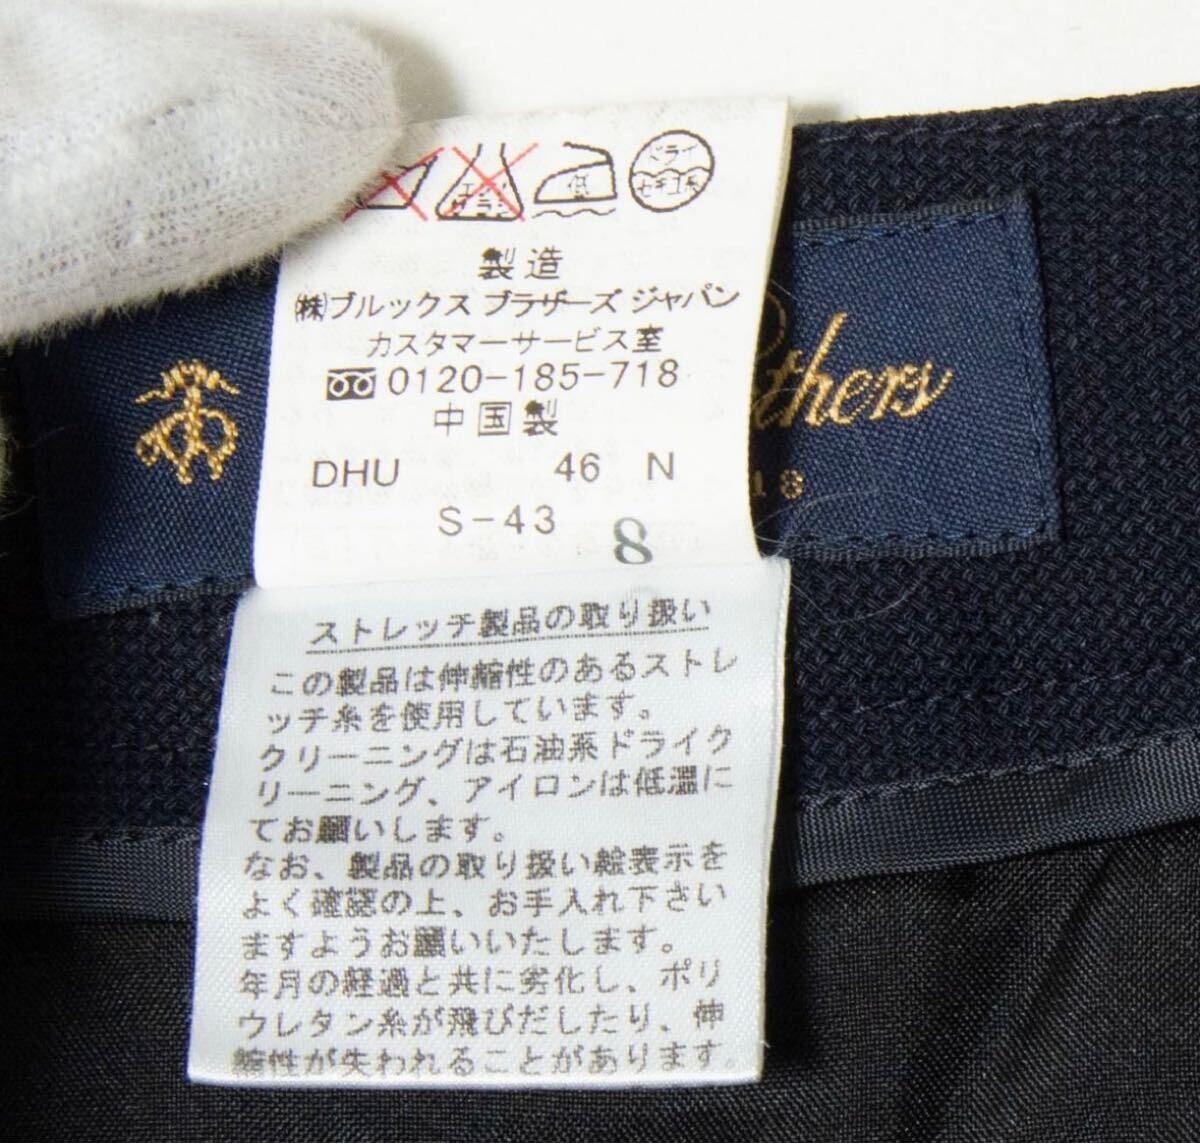 エン
サラシ
低
ドライ
セキユ系
製造
㈱ブルックス ブラザーズ ジャパン
カスタマーサービス室
0120-185-718
中国製
DHU 46 N
S-43
8
thers
18
ストレッチ製品の取り扱い
この製品は伸縮性のあるストレ
ッチ糸を使用しています。
クリーニングは石油系ドライク
リーニング、アイロンは低温に
てお願いします。
なお、製品の取り扱い絵表示を
よく確認の上、お手入れ下さい
ますようお願いいたします。
年月の経過と共に劣化し、ポリ
ウレタン糸が飛びだしたり、伸
縮性が失われることがあります。